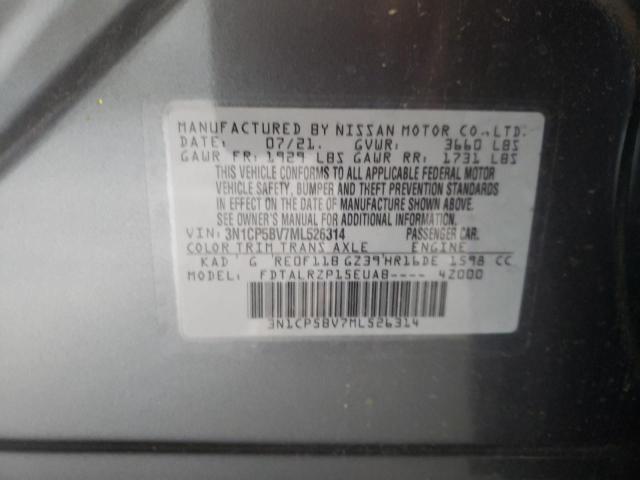 MANUFACTURED BY NISSAN MOTOR CO.,LTD.
DATE: 07/21. GVWR: 3660 LBS
GAWR FR: 1929 LBS GAWR RR: 1731 LBS
THIS VEHICLE CONFORMS TO ALL APPLICABLE FEDERAL MOTOR
VEHICLE SAFETY, BUMPER AND THEFT PREVENTION STANDARDS
IN EFFECT ON THE DATE OF MANUFACTURE SHOWN ABOVE.
SEE OWNER'S MANUAL FOR ADDITIONAL INFORMATION
VIN: 3N1CP5BV7ML526314 PASSENGER CAR.
COLOR TRIM TRANS AXLE ENGINE
KAD G RE0F11B GZ39 HR16DE 1598 CC
MODEL: FDTALRZP15EUAB---- 42000
3N1CP5BV7ML526314